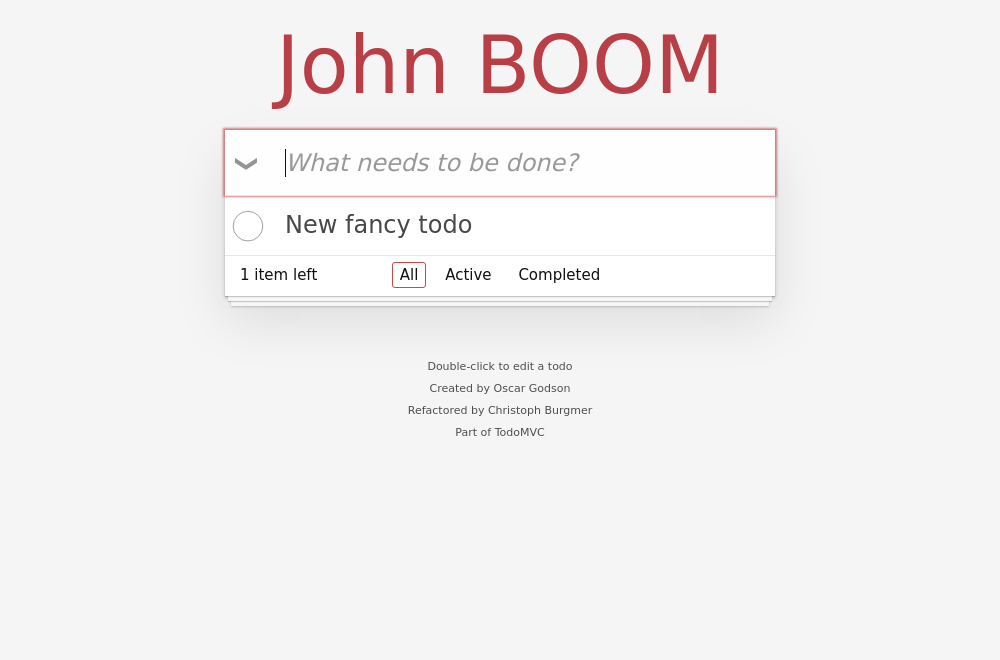 John BOOM
What needs to be done?
New fancy todo
1 item left All Active Completed
Double-click to edit a todo
Created by Oscar Godson
Refactored by Christoph Burgmer
Part of TodoMVC